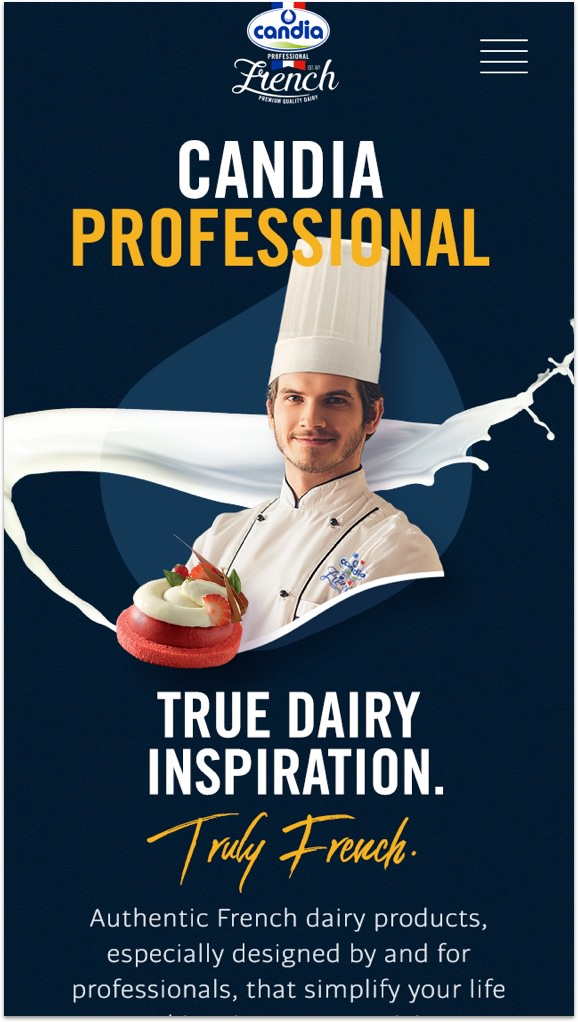 candia
PROFESSIONAL
French
PREMIUM QUALITY DAIRY
CANDIA
PROFESSIONAL
candia
TRUE DAIRY
INSPIRATION.
Truly French.
Authentic French dairy products,
especially designed by and for
professionals, that simplify your life